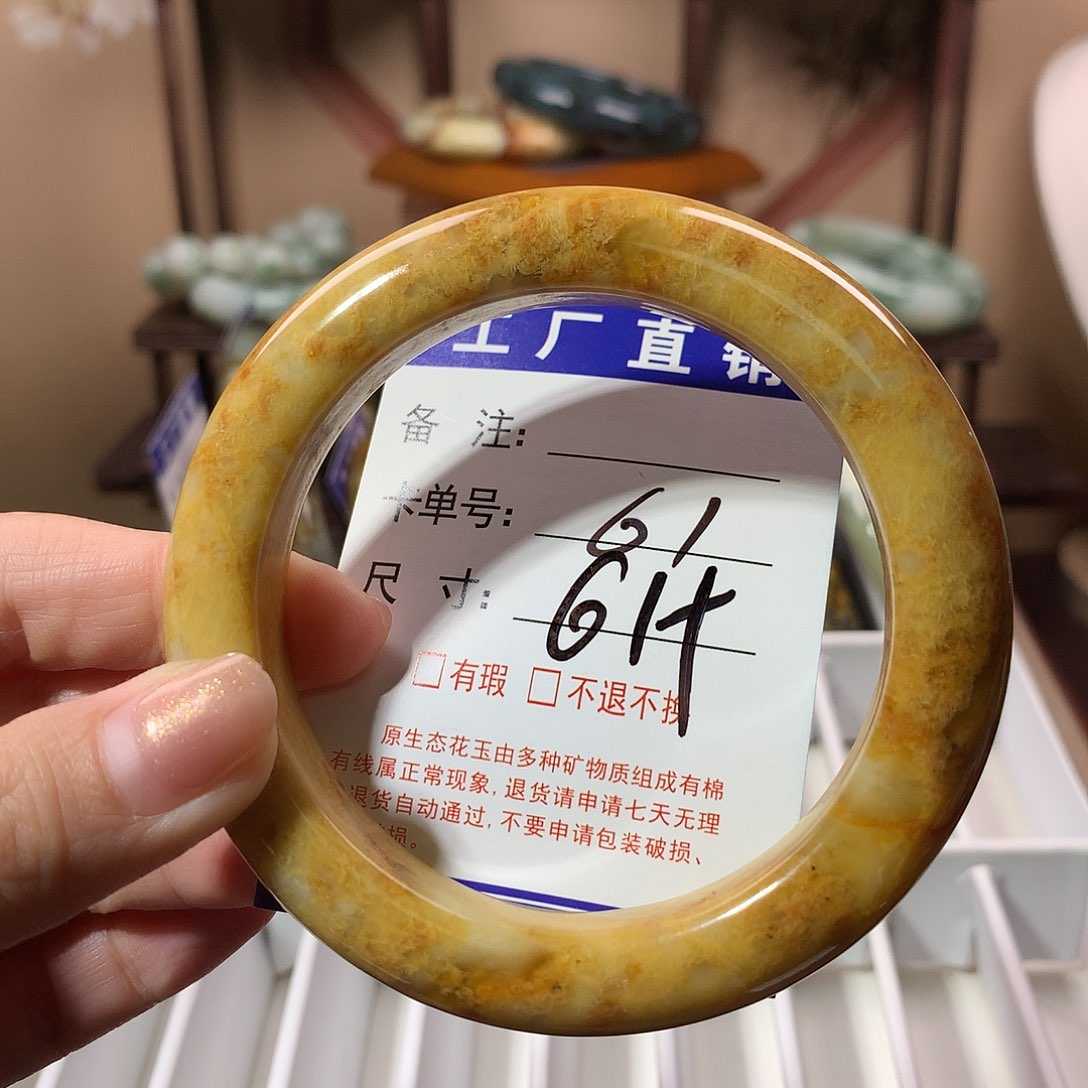 工厂直销
备 注:
卡单号: 61
尺 寸:
有瑕 不退不换
原生态花玉由多种矿物质组成有棉
有线属正常现象,退货请申请七天无理
退货自动通过,不要申请包装破损、
损。